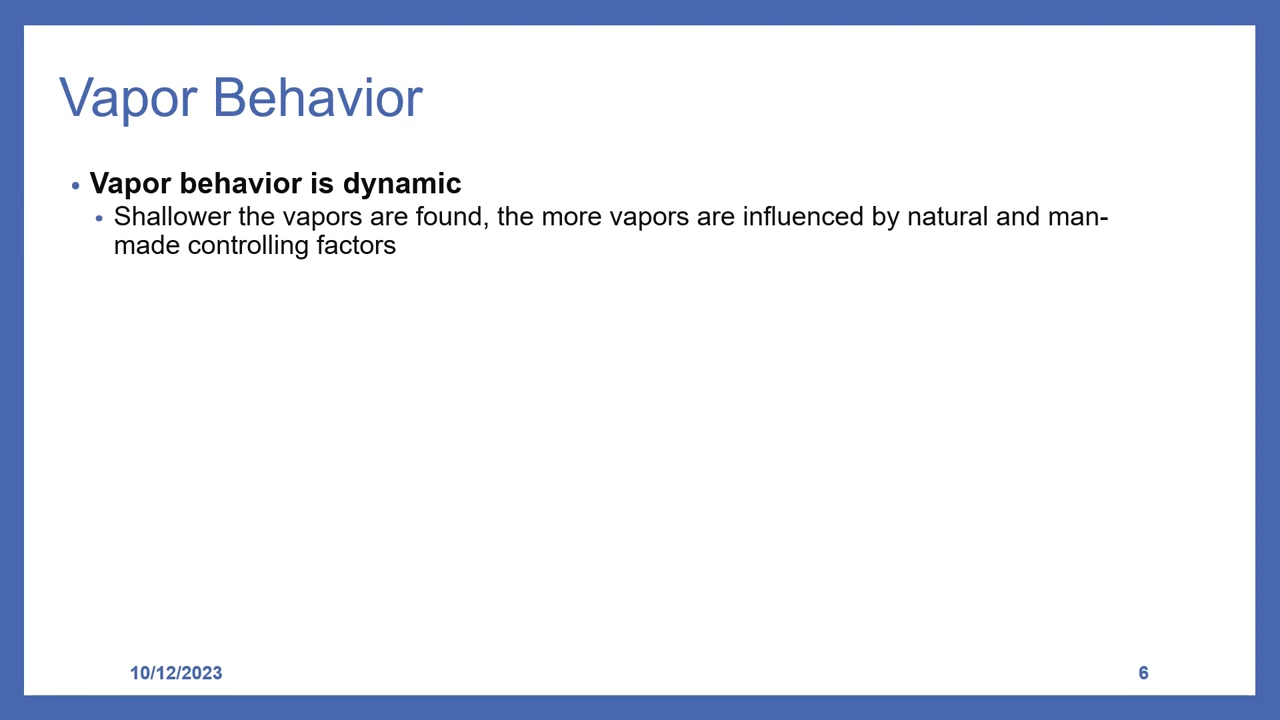 Vapor Behavior
• Vapor behavior is dynamic
• Shallower the vapors are found, the more vapors are influenced by natural and man-
made controlling factors
10/12/2023
6